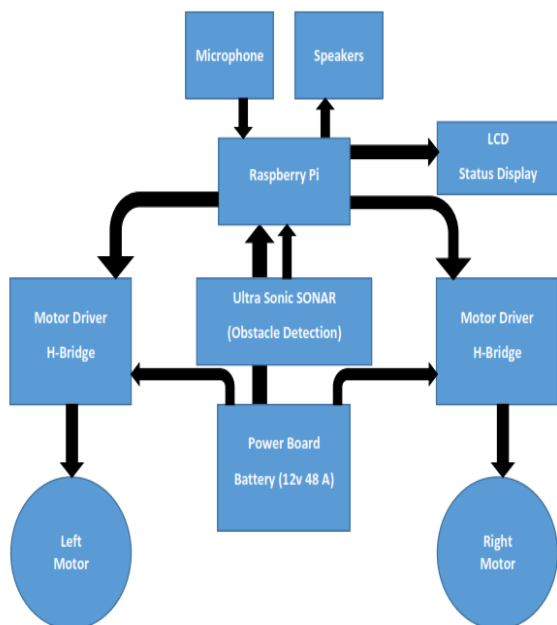 Microphone
Speakers
LCD
Status Display
Raspberry Pi
Motor Driver
H-Bridge
Ultra Sonic SONAR
(Obstacle Detection)
Motor Driver
H-Bridge
Power Board
Battery (12v 48 A)
Left
Motor
Right
Motor